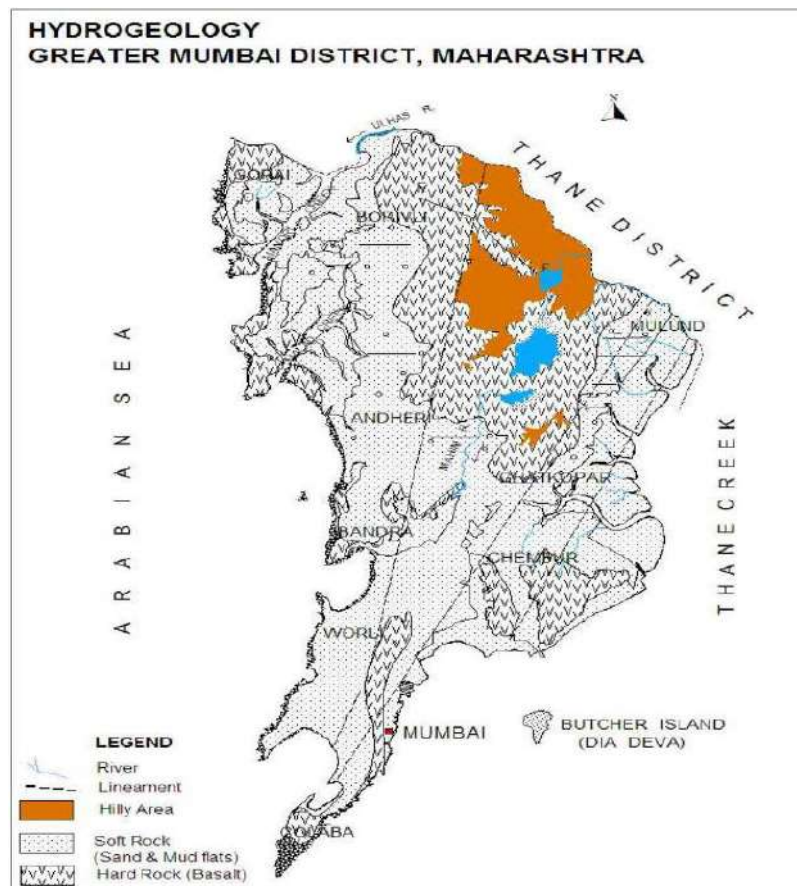 HYDROGEOLOGY
GREATER MUMBAI DISTRICT, MAHARASHTRA
N
ULHAS R.
THANE DISTRICT
GORAI
BORIVLI
MULUND
ARABIAN SEA
ANDHERI
GHATKOPAR
THANE CREEK
BANDRA
CHEMBUR
WORLI
MUMBAI
BUTCHER ISLAND
(DIA DEVA)
COLABA
LEGEND
River
Lineament
Hilly Area
Soft Rock
(Sand & Mud flats)
Hard Rock (Basalt)